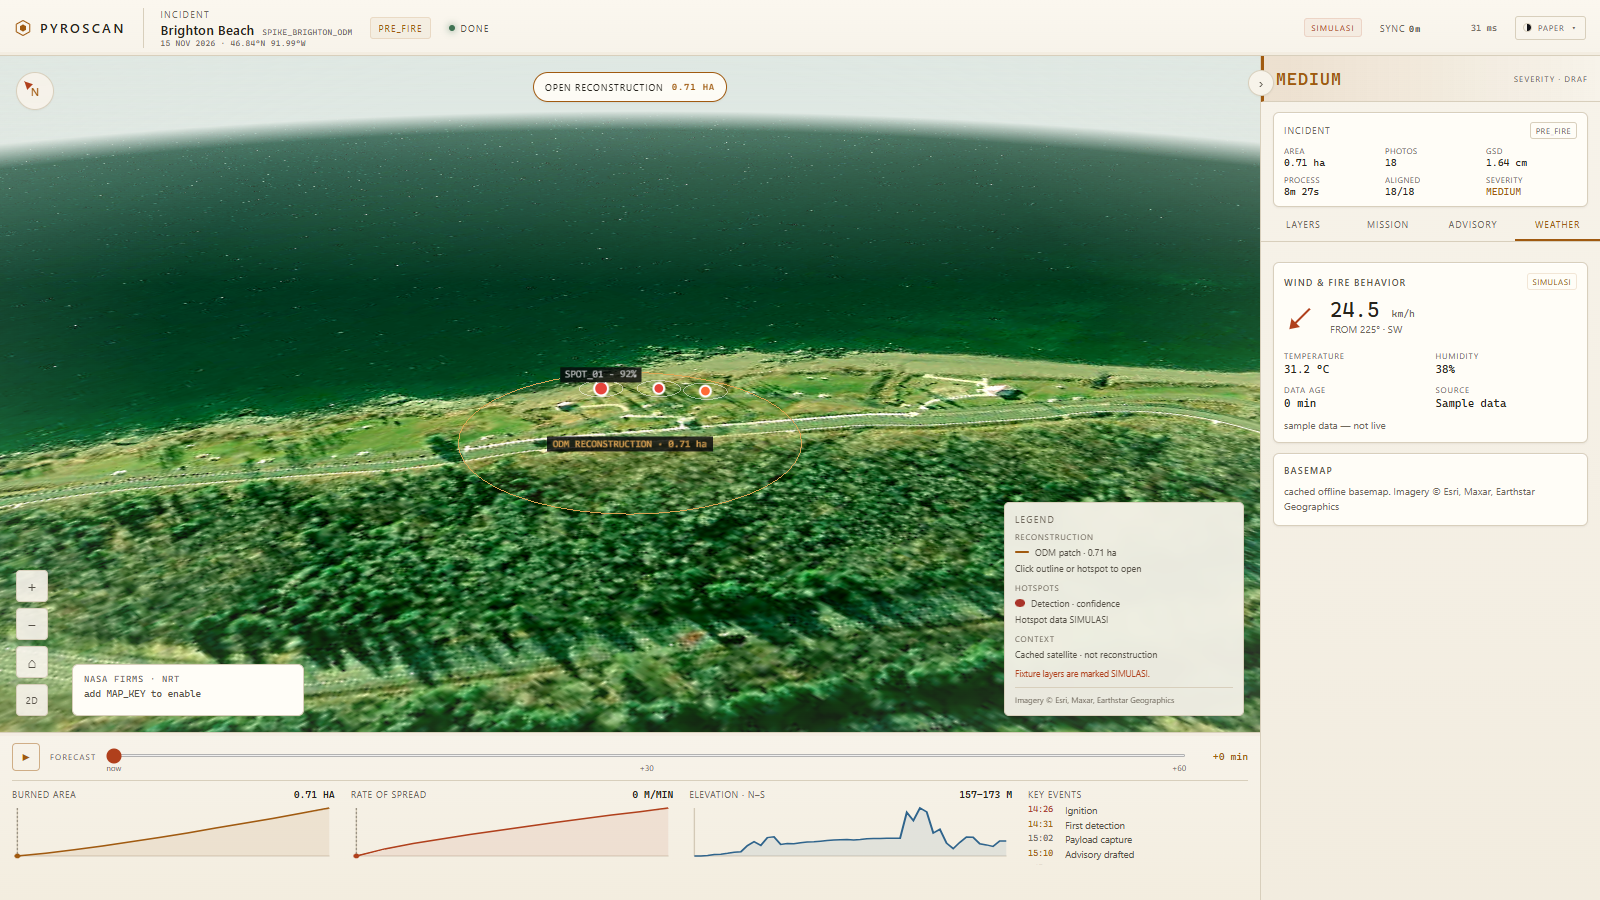 PYROSCAN
INCIDENT
Brighton Beach SPIKE_BRIGHTON_ODM
15 NOV 2026 · 46.84°N 91.99°W
PRE_FIRE
DONE
SIMULASI
SYNC 0m
31 ms
PAPER
N
OPEN RECONSTRUCTION 0.71 HA
SPOT_01 - 92%
ODM RECONSTRUCTION · 0.71 ha
+
−
2D
NASA FIRMS · NRT
add MAP_KEY to enable
LEGEND
RECONSTRUCTION
ODM patch · 0.71 ha
Click outline or hotspot to open
HOTSPOTS
Detection · confidence
Hotspot data SIMULASI
CONTEXT
Cached satellite · not reconstruction
Fixture layers are marked SIMULASI.
Imagery © Esri, Maxar, Earthstar Geographics
MEDIUM
SEVERITY · DRAF
INCIDENT
PRE_FIRE
AREA PHOTOS GSD
0.71 ha 18 1.64 cm
PROCESS ALIGNED SEVERITY
8m 27s 18/18 MEDIUM
LAYERS MISSION ADVISORY WEATHER
WIND & FIRE BEHAVIOR
SIMULASI
24.5 km/h
FROM 225° · SW
TEMPERATURE HUMIDITY
31.2 °C 38%
DATA AGE SOURCE
0 min Sample data
sample data — not live
BASEMAP
cached offline basemap. Imagery © Esri, Maxar, Earthstar
Geographics
FORECAST
now
+30
+60
+0 min
BURNED AREA 0.71 HA
RATE OF SPREAD 0 M/MIN
ELEVATION · N–S 157–173 M
KEY EVENTS
14:26 Ignition
14:31 First detection
15:02 Payload capture
15:10 Advisory drafted